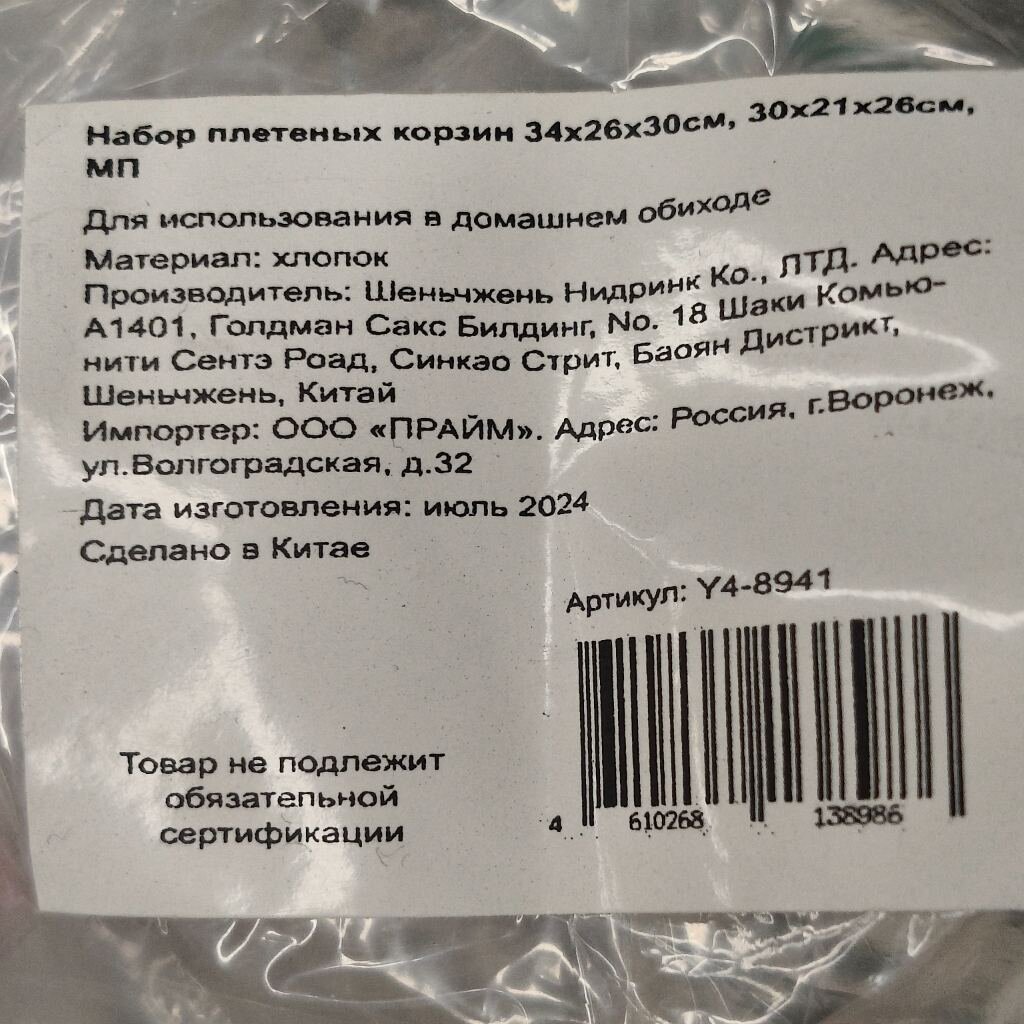 Набор плетеных корзин 34х26х30см, 30х21х26см,
МП
Для использования в домашнем обиходе
Материал: хлопок
Производитель: Шеньчжень Нидринк Ко., ЛТД. Адрес:
А1401, Голдман Сакс Билдинг, No. 18 Шаки Комью-
нити Сентэ Роад, Синкао Стрит, Баоян Дистрикт,
Шеньчжень, Китай
Импортер: ООО «ПРАЙМ». Адрес: Россия, г.Воронеж,
ул.Волгоградская, д.32
Дата изготовления: июль 2024
Сделано в Китае
Артикул: Y4-8941
Товар не подлежит
обязательной
сертификации
4 610268 138986